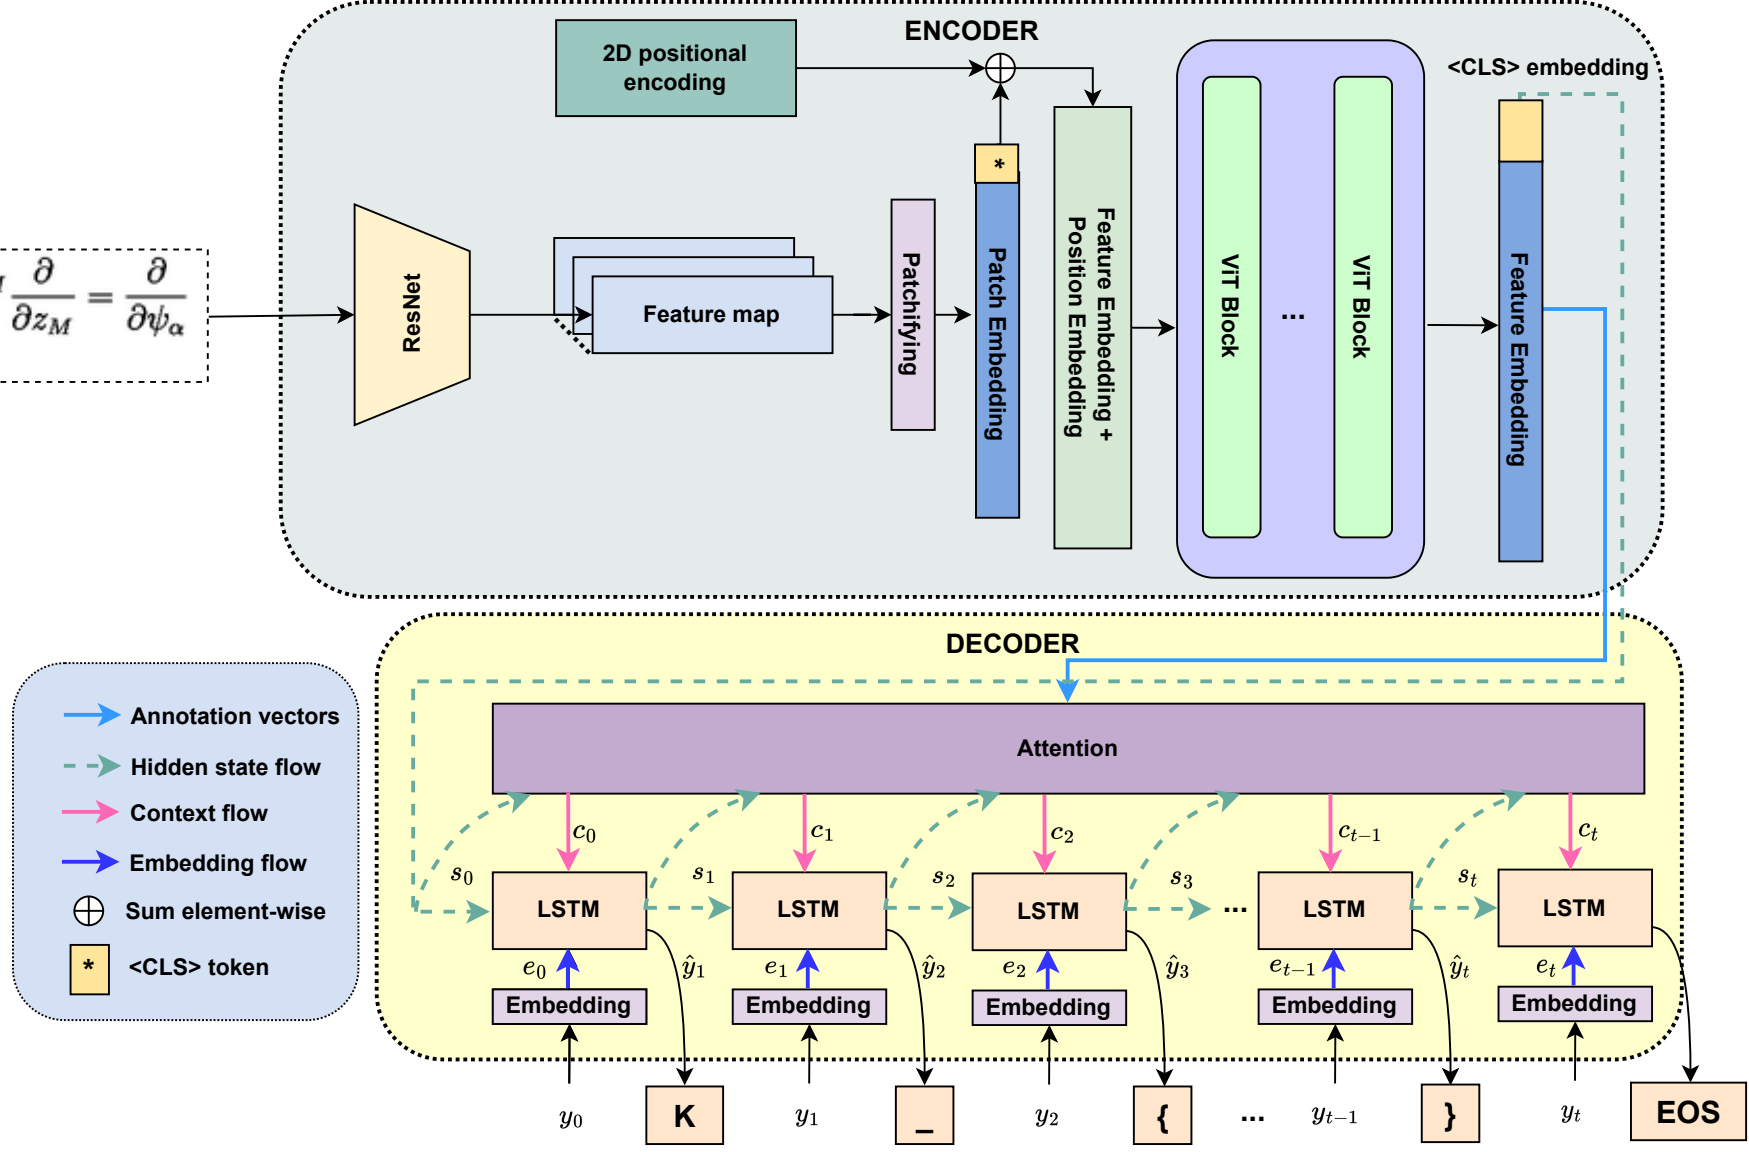 ENCODER
2D positional
encoding
<CLS> embedding
*
\frac{∂}{∂z_M} = \frac{∂}{∂ψ_α}
ResNet
Feature map
Patchifying
Patch Embedding
Feature Embedding +
Position Embedding
ViT Block
...
ViT Block
Feature Embedding
DECODER
Annotation vectors
Hidden state flow
Context flow
Embedding flow
Sum element-wise
* <CLS> token
Attention
c_0 c_1 c_2 c_{t-1} c_t
s_0 s_1 s_2 s_3 s_t
LSTM LSTM LSTM ... LSTM LSTM
e_0 ŷ_1 e_1 ŷ_2 e_2 ŷ_3 e_{t-1} ŷ_t e_t
Embedding Embedding Embedding Embedding Embedding
y_0 K y_1 _ y_2 { ... y_{t-1} } y_t EOS